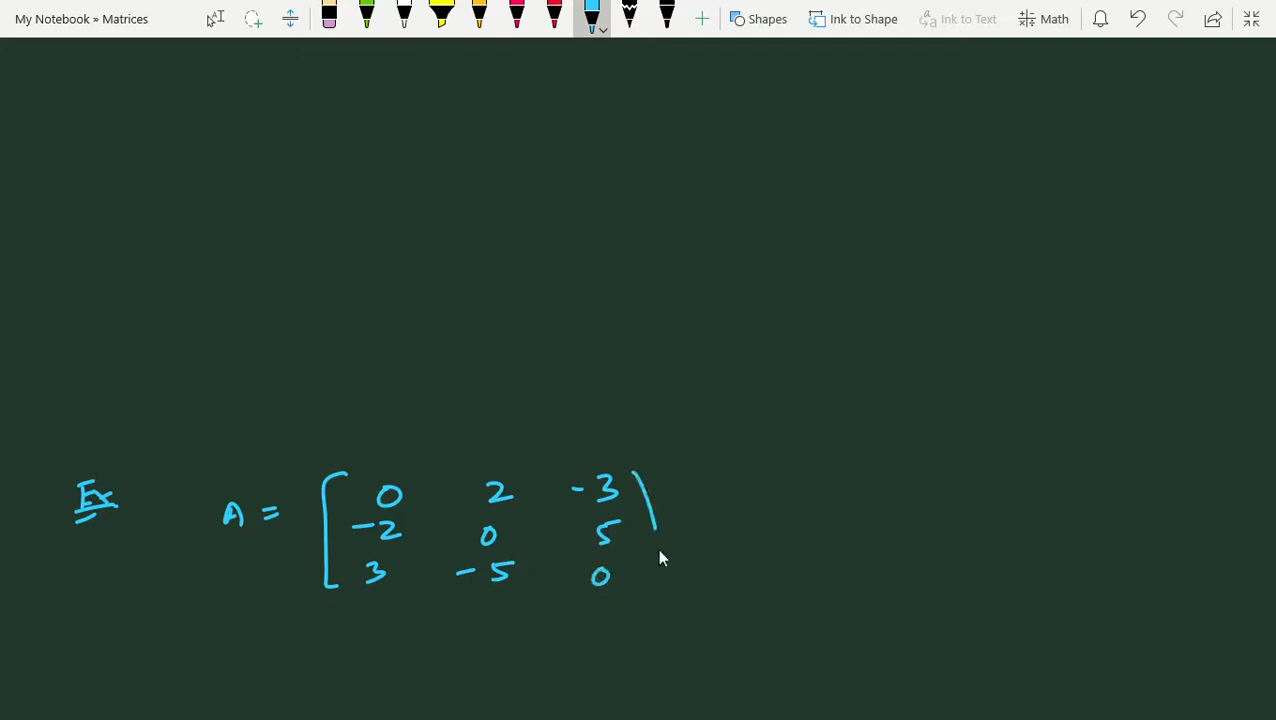 My Notebook » Matrices Shapes Ink to Shape Ink to Text Math
Ex A = [ 0 2 -3
-2 0 5
3 -5 0